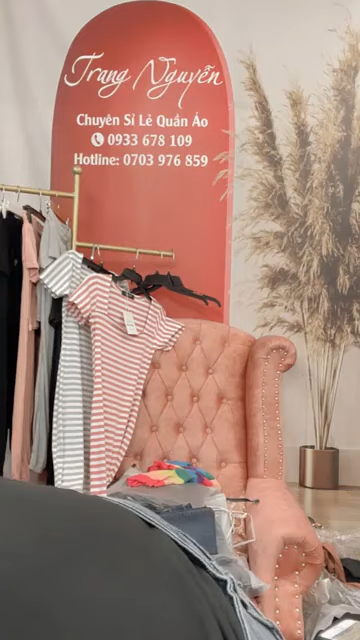 Trang Nguyễn
Chuyên Sỉ Lẻ Quần Áo
0933 678 109
Hotline: 0703 976 859